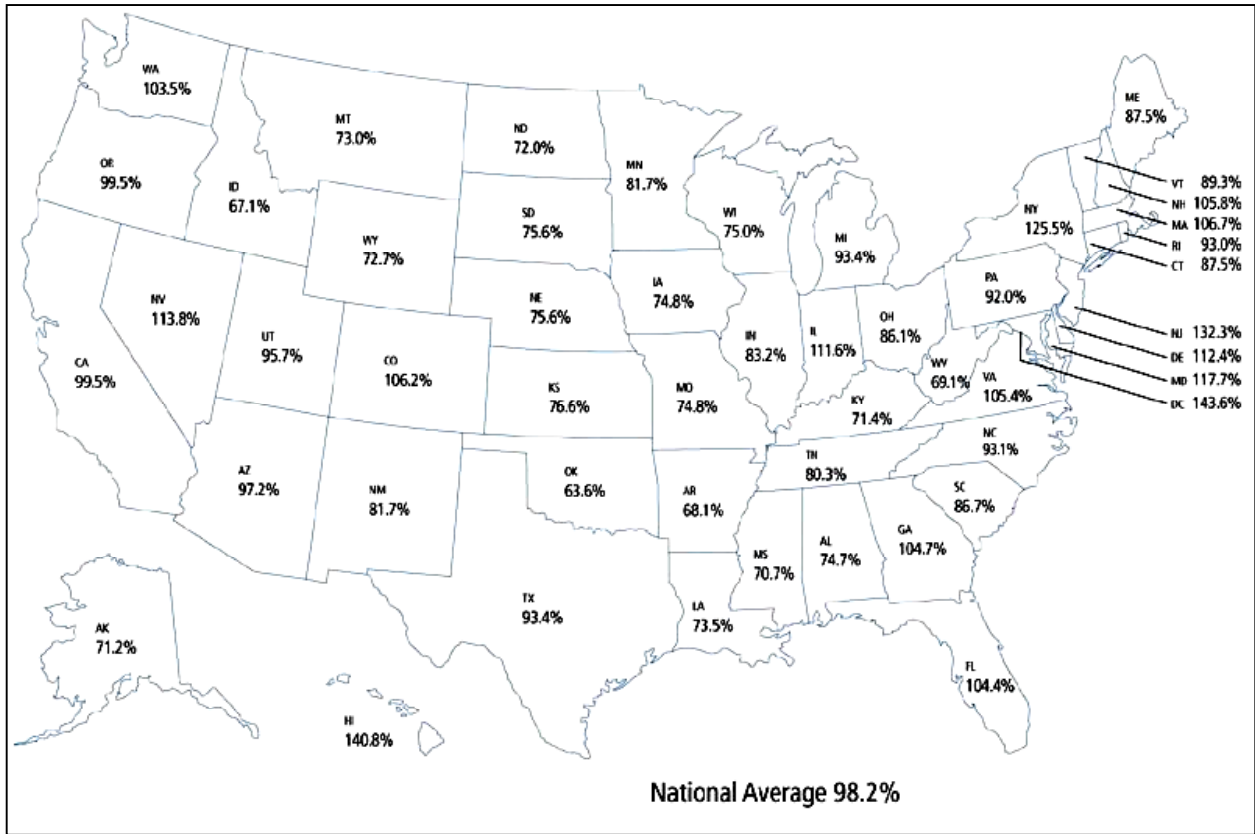 WA
103.5%
MT
73.0%
ND
72.0%
MN
81.7%
ME
87.5%
OR
99.5%
ID
67.1%
SD
75.6%
WI
75.0%
MI
93.4%
NY
125.5%
VT 89.3%
NH 105.8%
MA 106.7%
RI 93.0%
CT 87.5%
WY
72.7%
NV
113.8%
UT
95.7%
CO
106.2%
NE
75.6%
IA
74.8%
IN
83.2%
IL
111.6%
OH
86.1%
PA
92.0%
NJ 132.3%
DE 112.4%
MD 117.7%
DC 143.6%
CA
99.5%
KS
76.6%
MO
74.8%
KY
71.4%
WV
69.1%
VA
105.4%
AZ
97.2%
NM
81.7%
OK
63.6%
AR
68.1%
TN
80.3%
NC
93.1%
SC
86.7%
MS
70.7%
AL
74.7%
GA
104.7%
TX
93.4%
LA
73.5%
AK
71.2%
HI
140.8%
FL
104.4%
National Average 98.2%